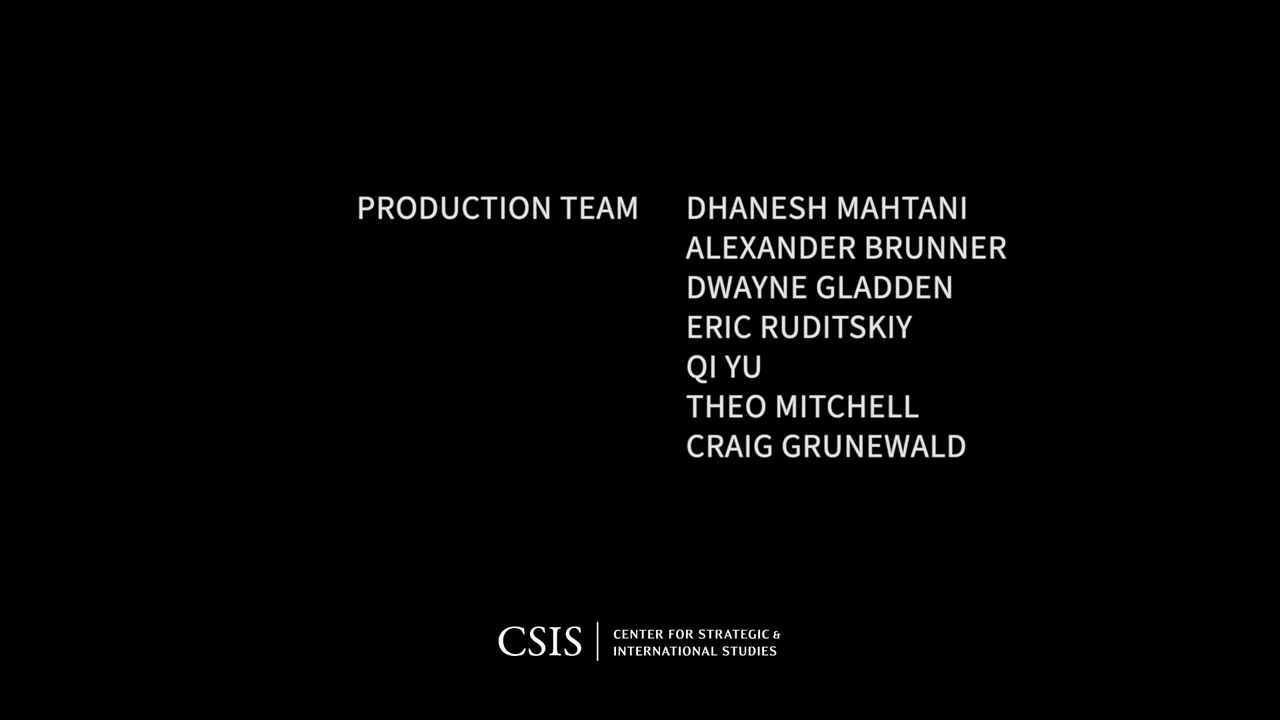 PRODUCTION TEAM DHANESH MAHTANI
ALEXANDER BRUNNER
DWAYNE GLADDEN
ERIC RUDITSKIY
QI YU
THEO MITCHELL
CRAIG GRUNEWALD
CSIS
CENTER FOR STRATEGIC &
INTERNATIONAL STUDIES